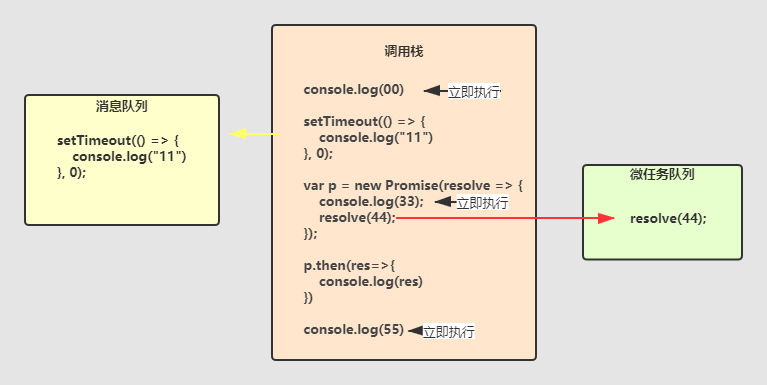 消息队列
setTimeout(() => {
console.log("11")
}, 0);
调用栈
console.log(00)
立即执行
setTimeout(() => {
console.log("11")
}, 0);
var p = new Promise(resolve => {
console.log(33);
立即执行
resolve(44);
});
p.then(res=>{
console.log(res)
})
console.log(55)
立即执行
微任务队列
resolve(44);